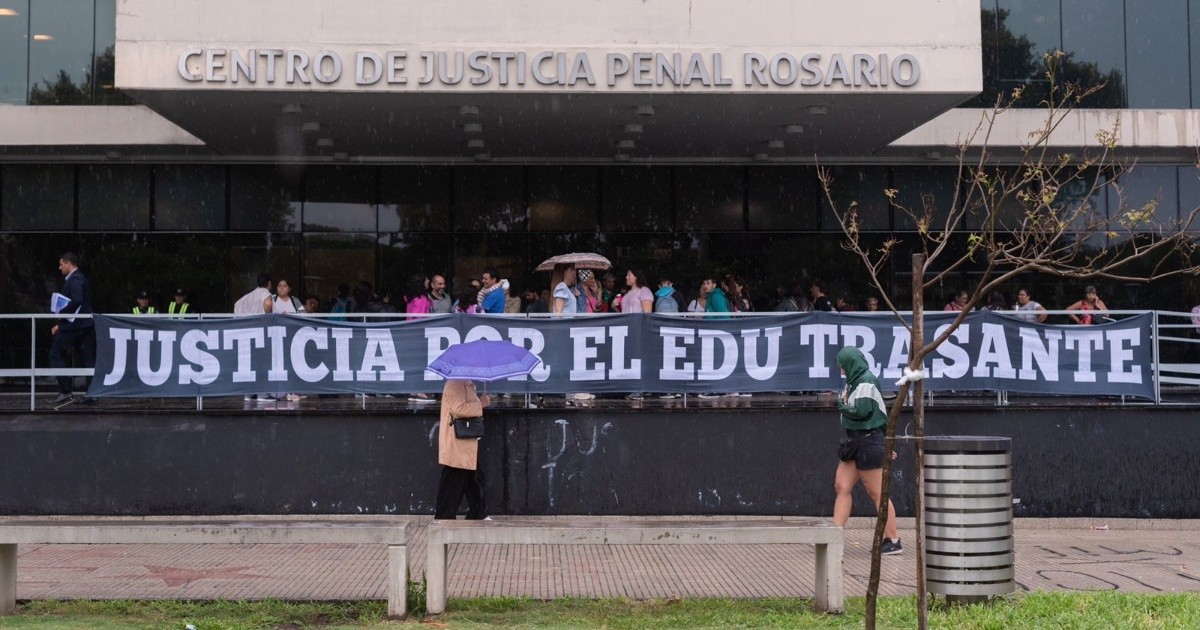 CENTRO DE JUSTICIA PENAL ROSARIO
JUSTICIA POR EL EDU TRASANTE